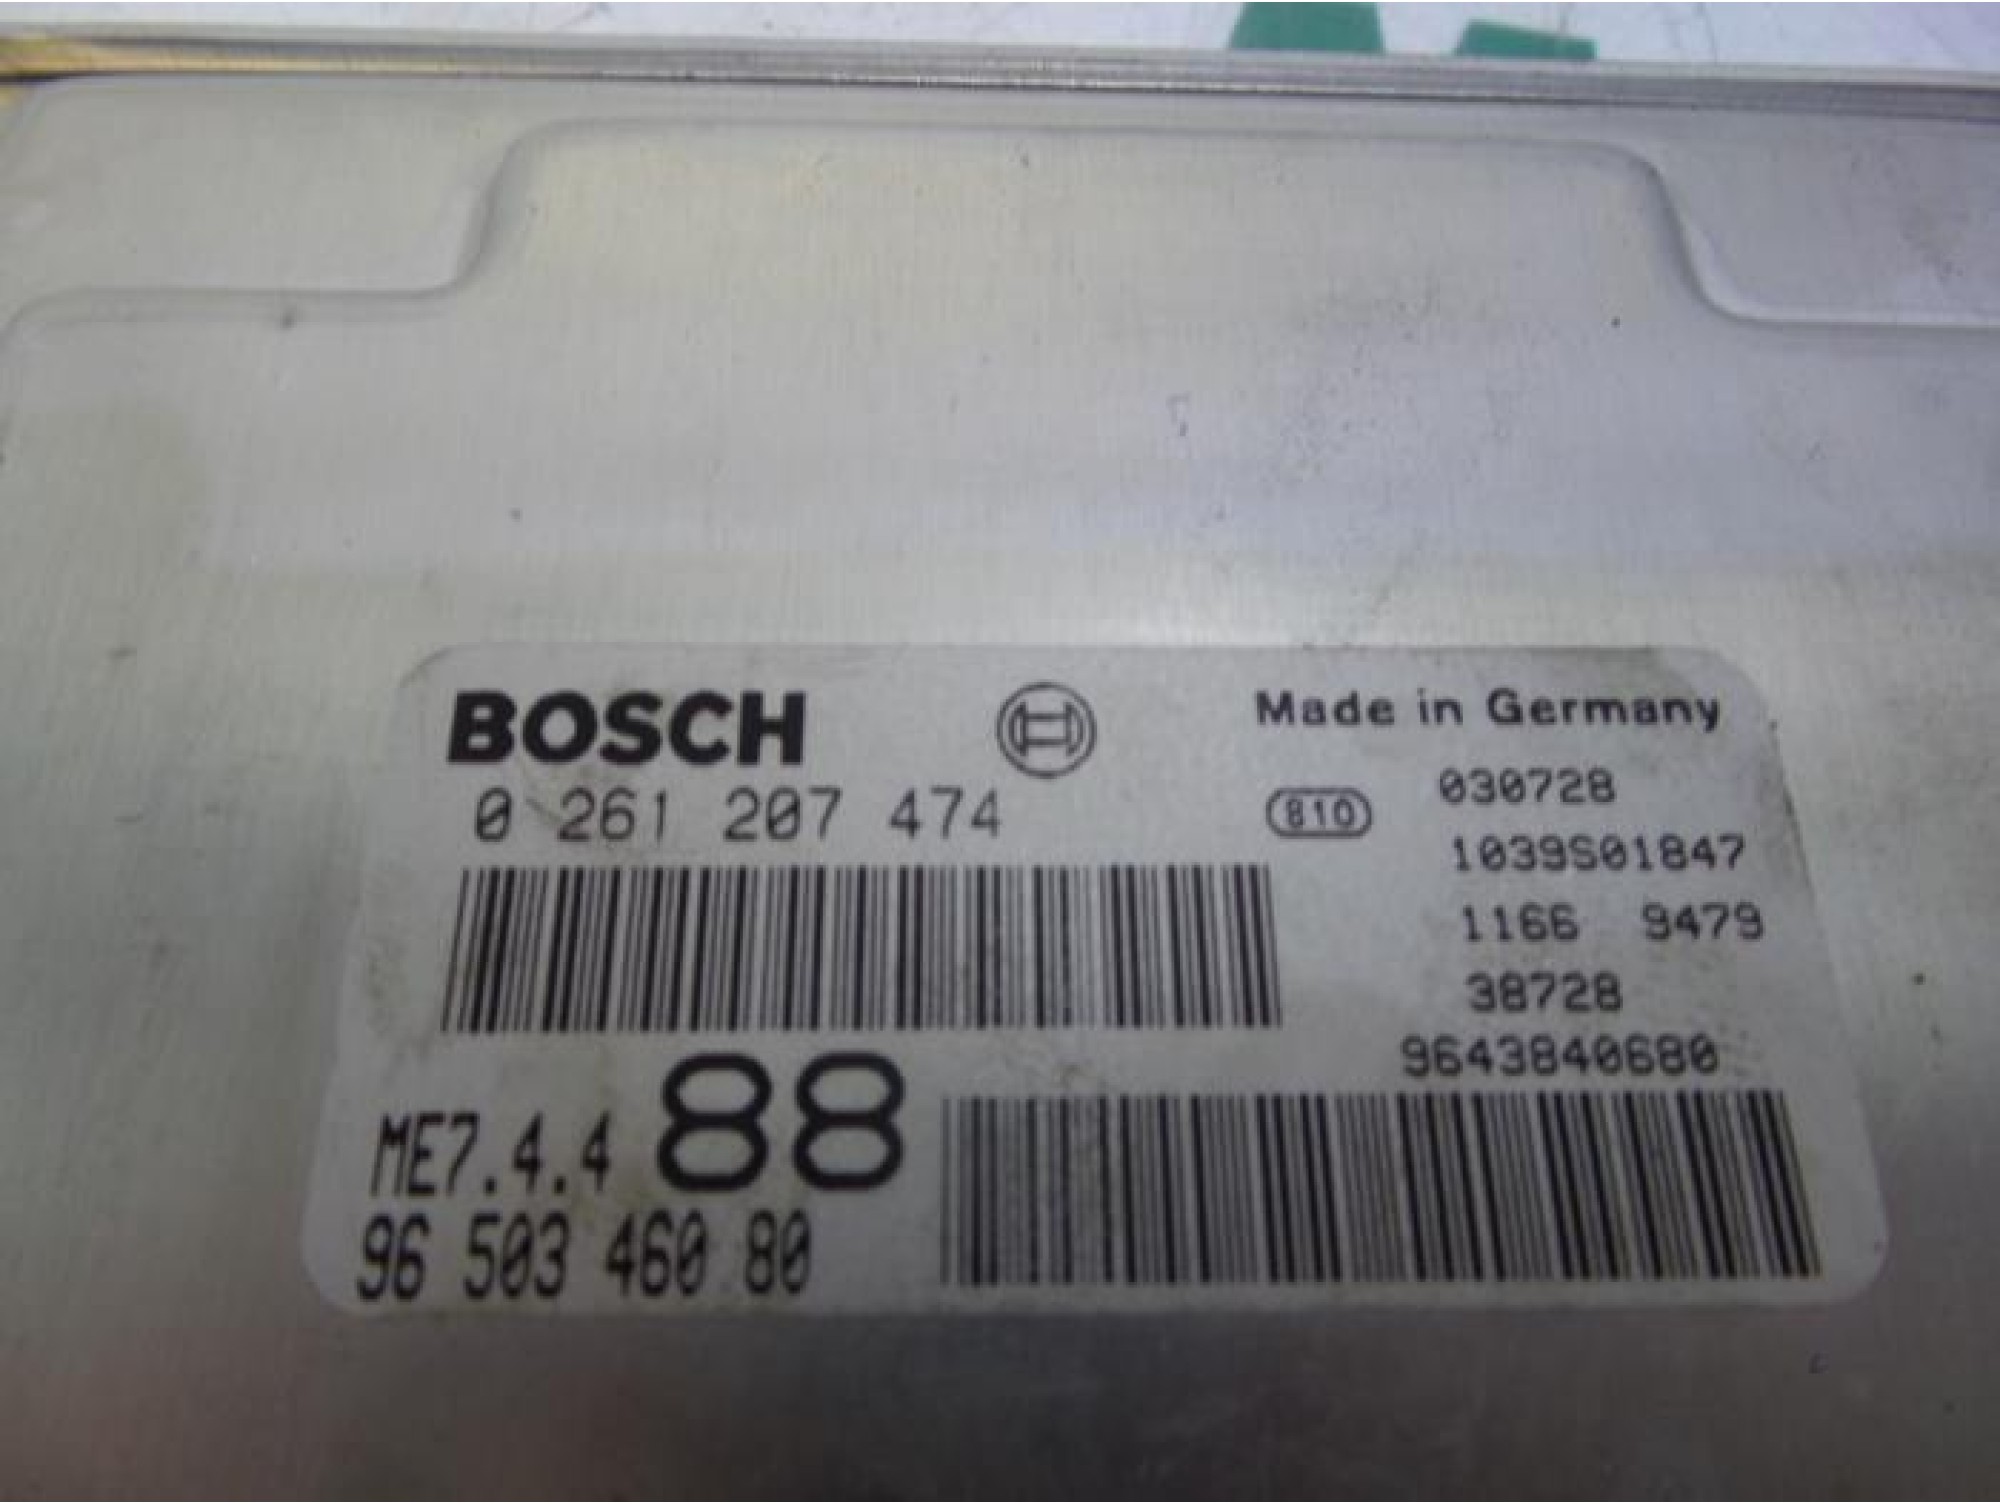 BOSCH
Made in Germany
0 261 207 474
810
030728
1039S01847
1166 9479
38728
9643840680
ME7.4.4 88
96 503 460 80